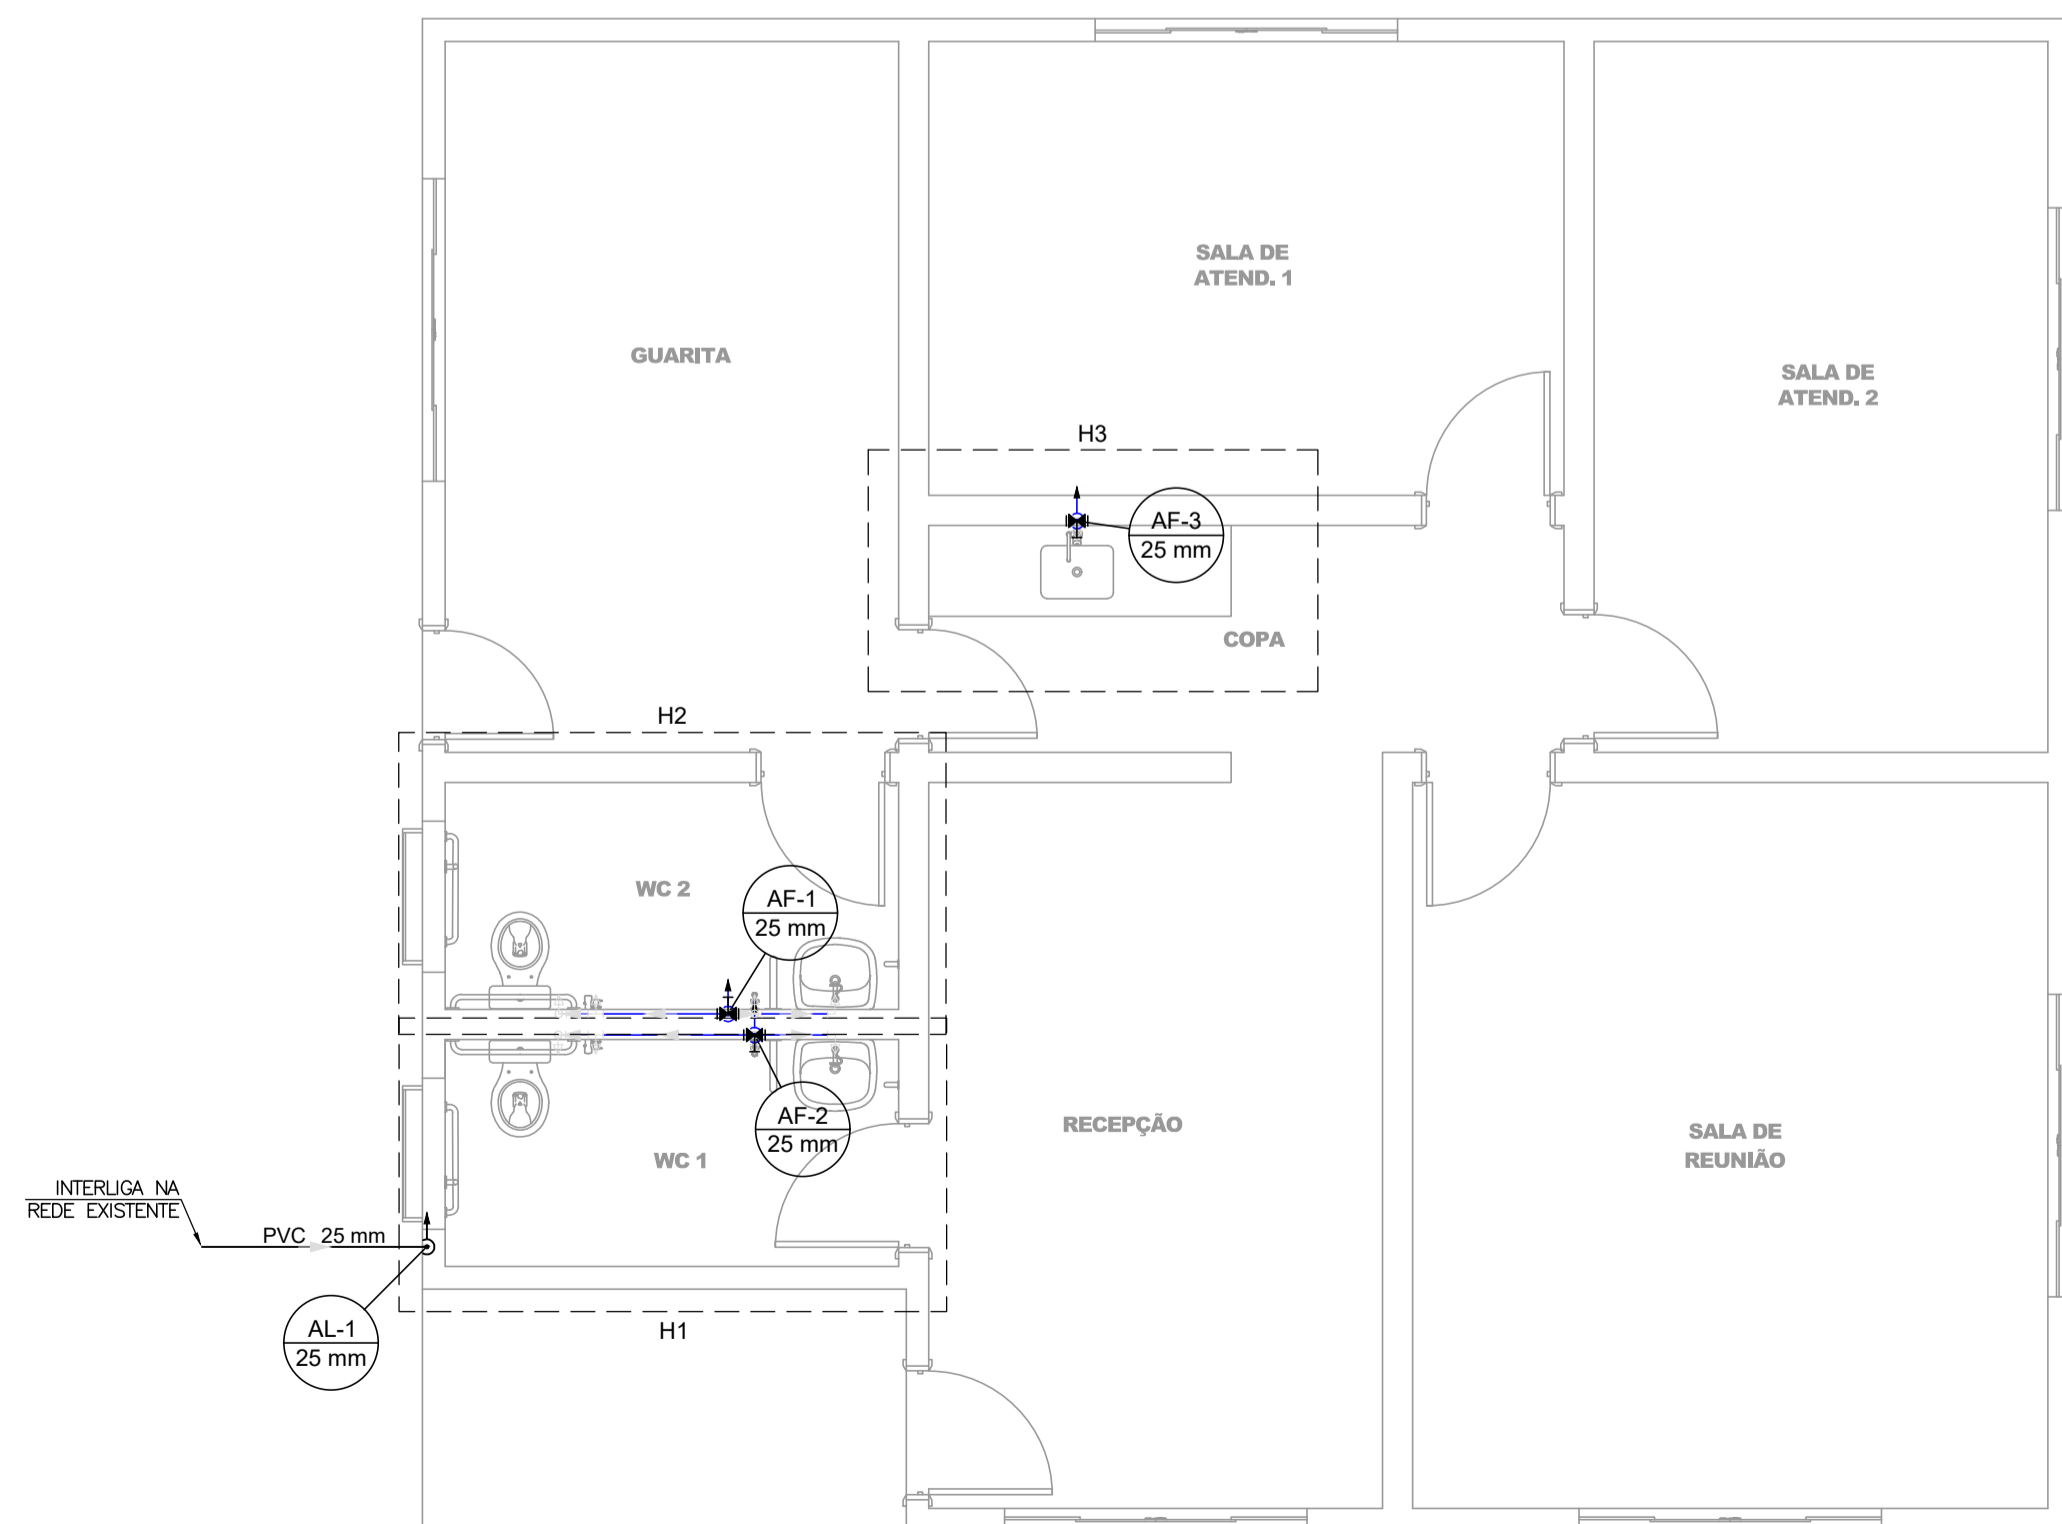 SALA DE
ATEND. 1
GUARITA
SALA DE
ATEND. 2
H3
AF-3
25 mm
COPA
H2
WC 2
AF-1
25 mm
AF-2
25 mm
RECEPÇÃO
SALA DE
REUNIÃO
WC 1
INTERLIGA NA
REDE EXISTENTE
PVC 25 mm
AL-1
25 mm
H1